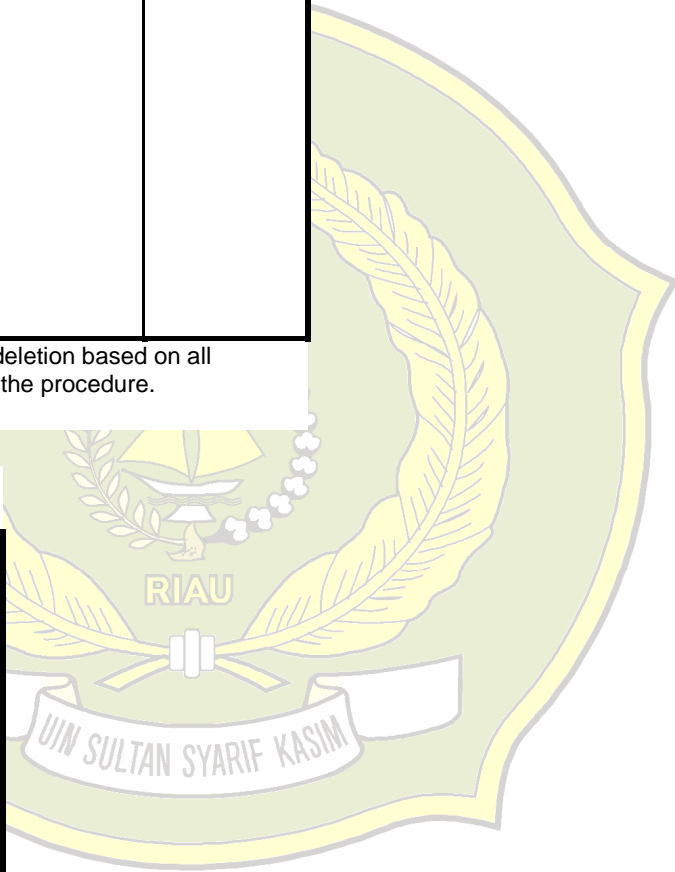 deletion based on all
the procedure.
RIAU
UIN SULTAN SYARIF KASIM